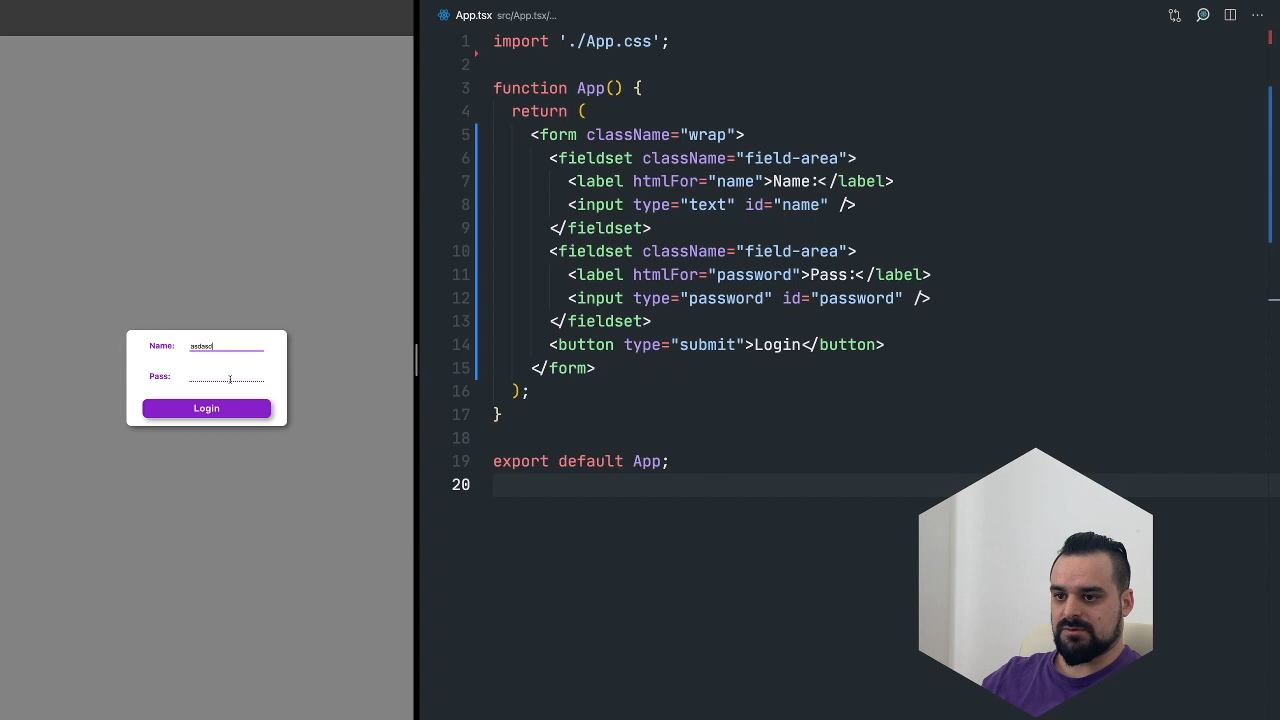 Name: asdasd
Pass:
Login
App.tsx src/App.tsx/...
1 import './App.css';
2
3 function App() {
4 return (
5 <form className="wrap">
6 <fieldset className="field-area">
7 <label htmlFor="name">Name:</label>
8 <input type="text" id="name" />
9 </fieldset>
10 <fieldset className="field-area">
11 <label htmlFor="password">Pass:</label>
12 <input type="password" id="password" />
13 </fieldset>
14 <button type="submit">Login</button>
15 </form>
16 );
17 }
18
19 export default App;
20